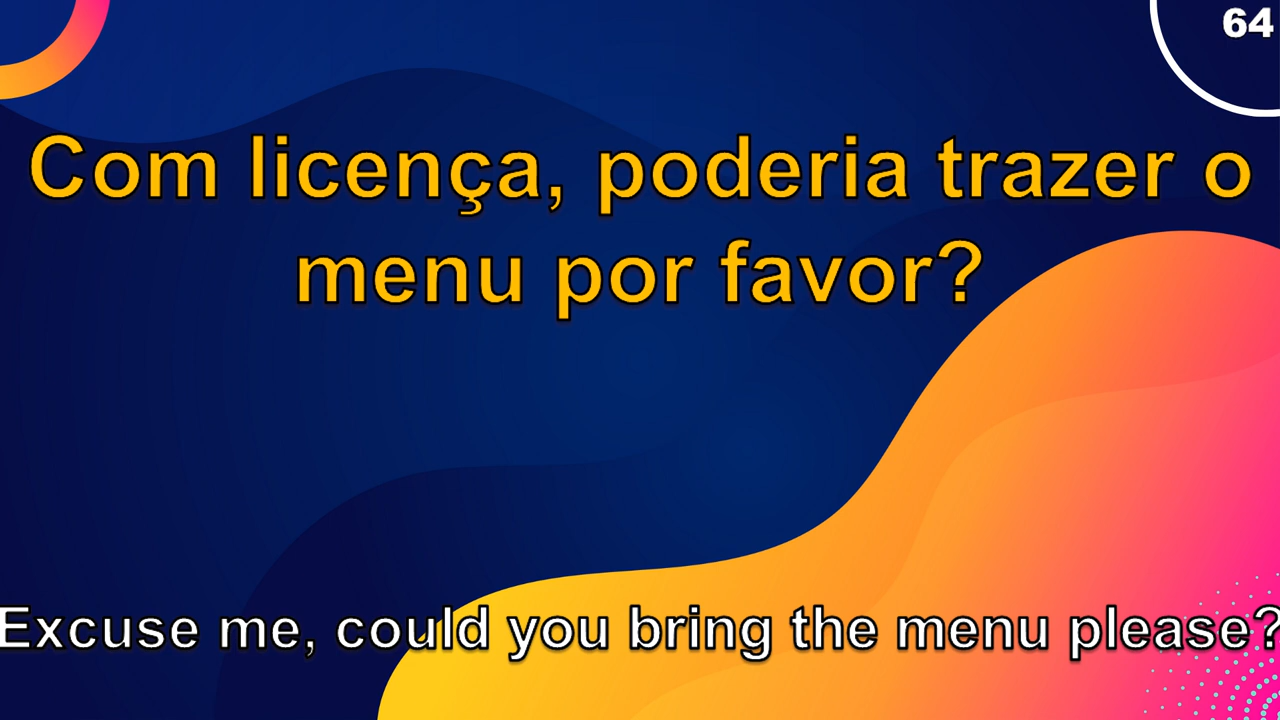 64
Com licença, poderia trazer o
menu por favor?
Excuse me, could you bring the menu please?